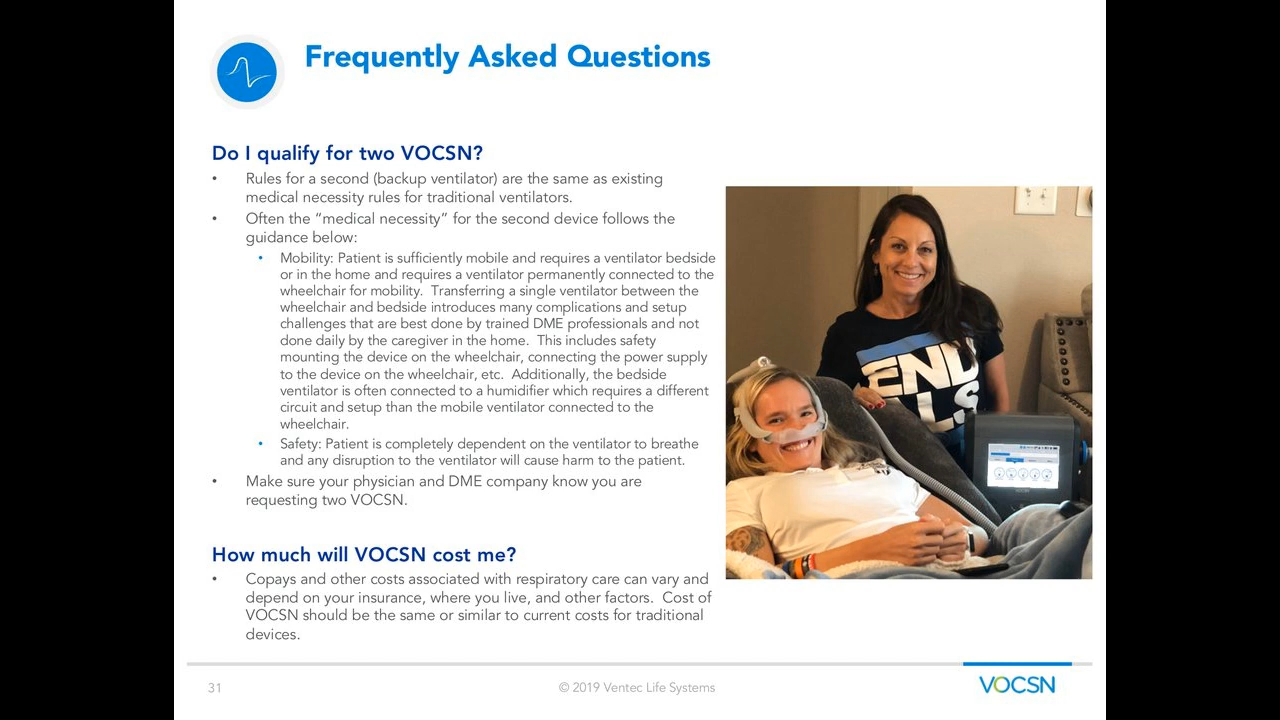 Frequently Asked Questions
Do I qualify for two VOCSN?
• Rules for a second (backup ventilator) are the same as existing
medical necessity rules for traditional ventilators.
• Often the “medical necessity” for the second device follows the
guidance below:
• Mobility: Patient is sufficiently mobile and requires a ventilator bedside
or in the home and requires a ventilator permanently connected to the
wheelchair for mobility.  Transferring a single ventilator between the
wheelchair and bedside introduces many complications and setup
challenges that are best done by trained DME professionals and not
done daily by the caregiver in the home.  This includes safety
mounting the device on the wheelchair, connecting the power supply
to the device on the wheelchair, etc.  Additionally, the bedside
ventilator is often connected to a humidifier which requires a different
circuit and setup than the mobile ventilator connected to the
wheelchair.
• Safety: Patient is completely dependent on the ventilator to breathe
and any disruption to the ventilator will cause harm to the patient.
• Make sure your physician and DME company know you are
requesting two VOCSN.
How much will VOCSN cost me?
• Copays and other costs associated with respiratory care can vary and
depend on your insurance, where you live, and other factors.  Cost of
VOCSN should be the same or similar to current costs for traditional
devices.
END
LS
31
© 2019 Ventec Life Systems
VOCSN